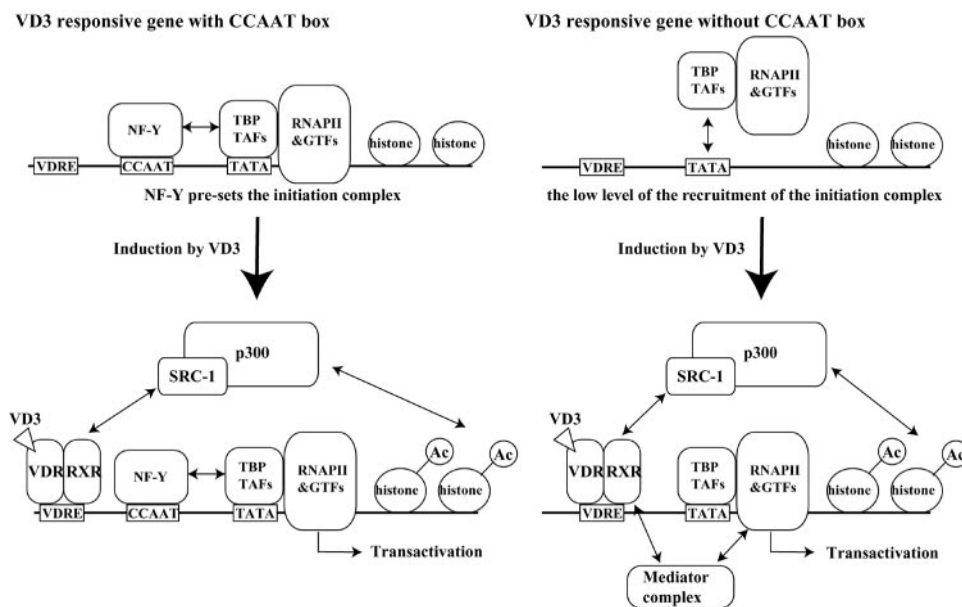 VD3 responsive gene with CCAAT box
NF-Y
TBP
TAFs
RNAPII
&GTFs
histone
histone
VDRE
CCAAT
TATA
NF-Y pre-sets the initiation complex
Induction by VD3
p300
SRC-1
VD3
VDR
RXR
NF-Y
TBP
TAFs
RNAPII
&GTFs
Ac
Ac
histone
histone
VDRE
CCAAT
TATA
Transactivation
VD3 responsive gene without CCAAT box
TBP
TAFs
RNAPII
&GTFs
histone
histone
VDRE
TATA
the low level of the recruitment of the initiation complex
Induction by VD3
p300
SRC-1
VD3
VDR
RXR
TBP
TAFs
RNAPII
&GTFs
Ac
Ac
histone
histone
VDRE
TATA
Transactivation
Mediator
complex